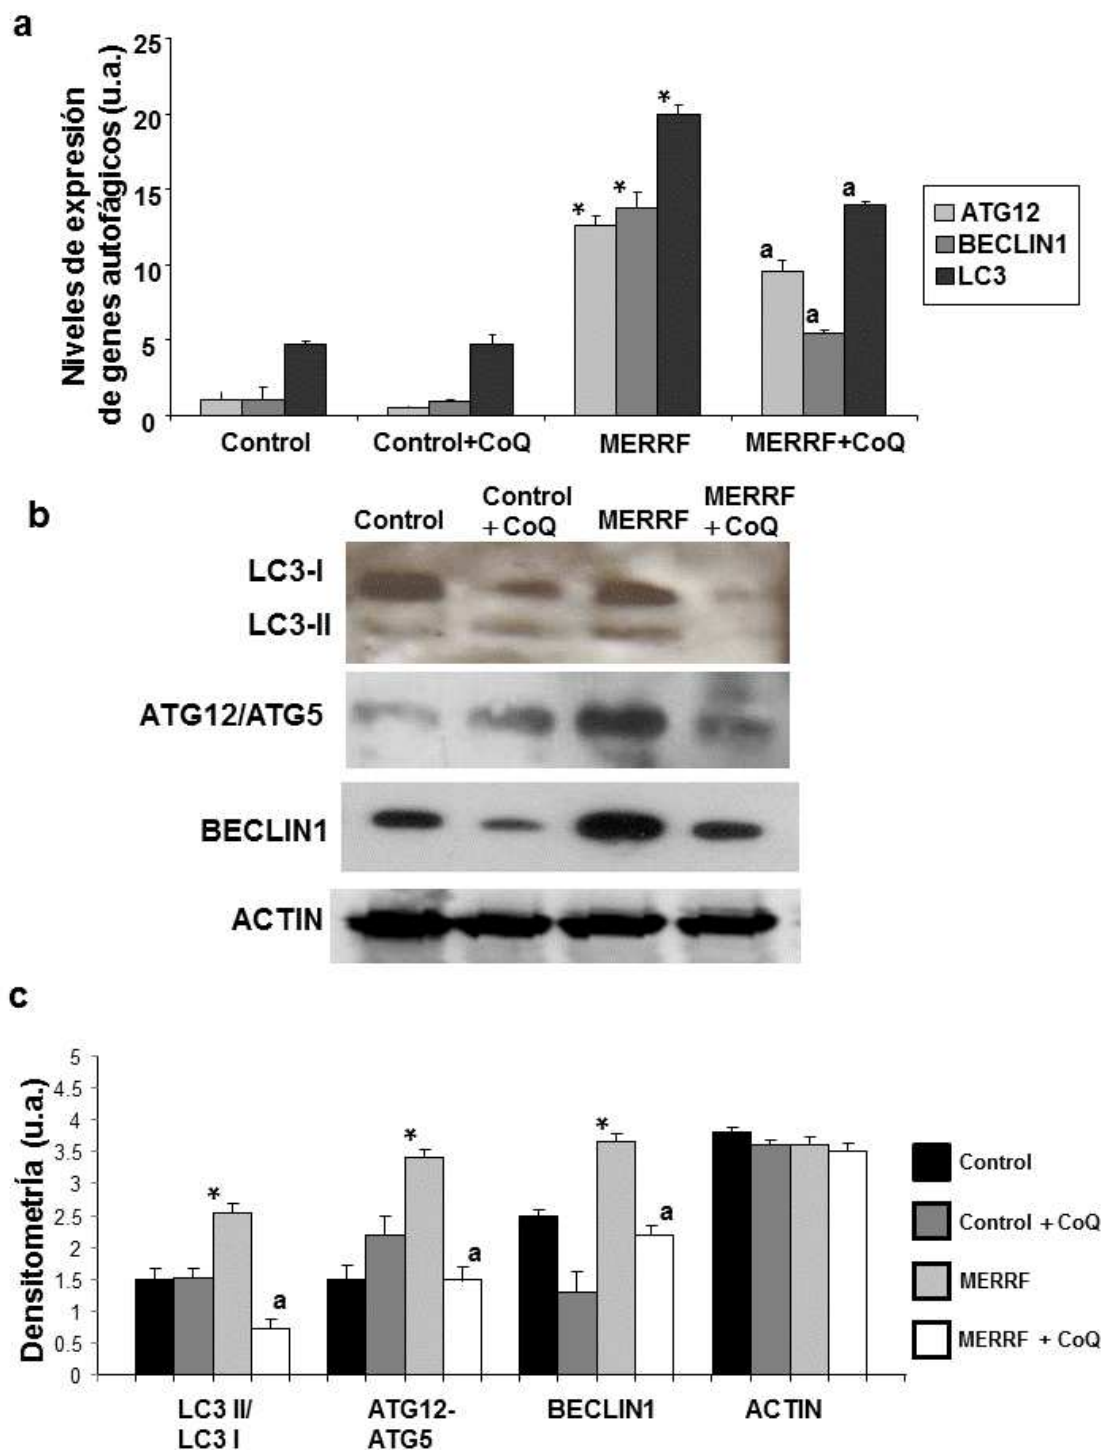 a
Niveles de expresión
de genes autofágicos (u.a.)
25
20
15
10
5
0
*
*
*
a
a
a
Control
Control+CoQ
MERRF
MERRF+CoQ
ATG12
BECLIN1
LC3
b
Control
Control
+ CoQ
MERRF
MERRF
+ CoQ
LC3-I
LC3-II
ATG12/ATG5
BECLIN1
ACTIN
c
Densitometría (u.a.)
5
4.5
4
3.5
3
2.5
2
1.5
1
0.5
0
*
a
*
a
*
a
LC3 II/
LC3 I
ATG12-
ATG5
BECLIN1
ACTIN
Control
Control + CoQ
MERRF
MERRF + CoQ